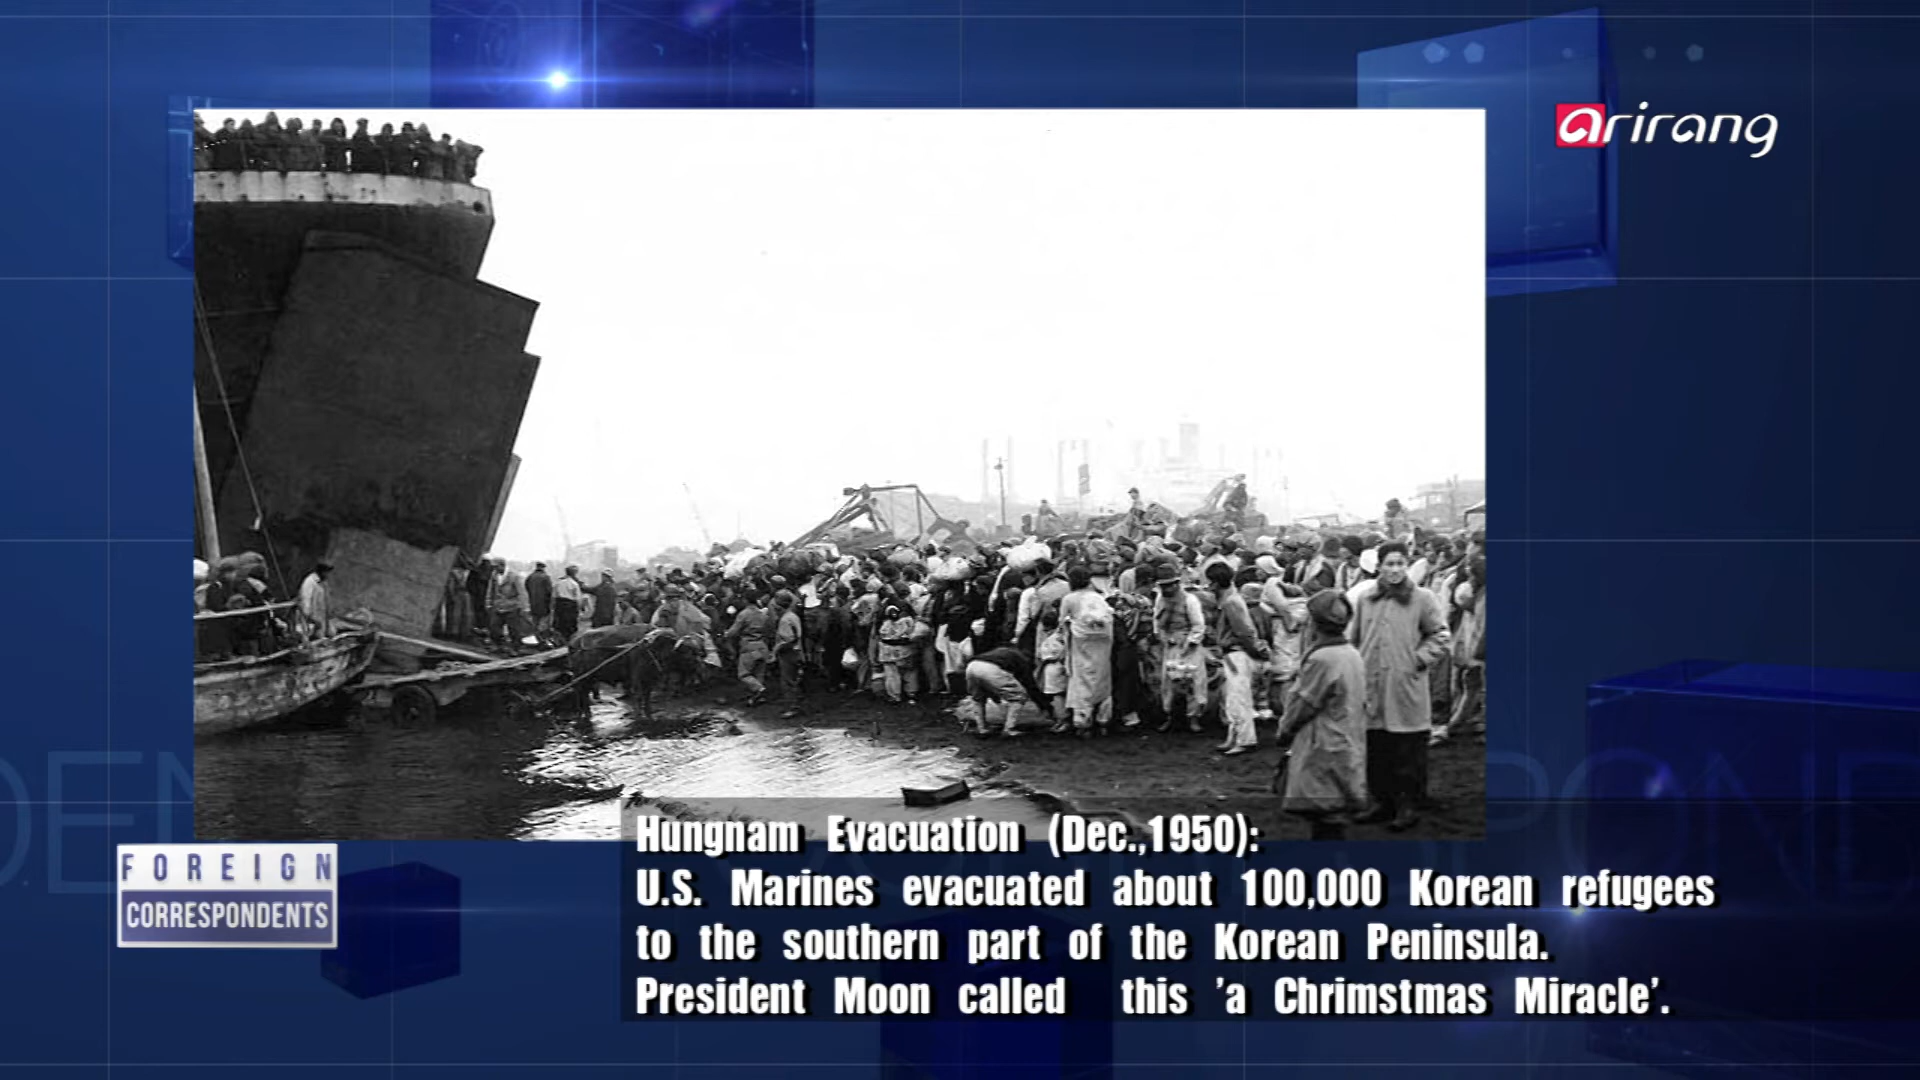 arirang
Hungnam Evacuation (Dec.,1950):
U.S. Marines evacuated about 100,000 Korean refugees
to the southern part of the Korean Peninsula.
President Moon called this 'a Chrimstmas Miracle'.
FOREIGN
CORRESPONDENTS